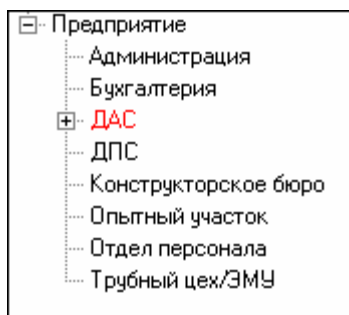 Предприятие
Администрация
Бухгалтерия
ДАС
ДПС
Конструкторское бюро
Опытный участок
Отдел персонала
Трубный цех/ЭМУ